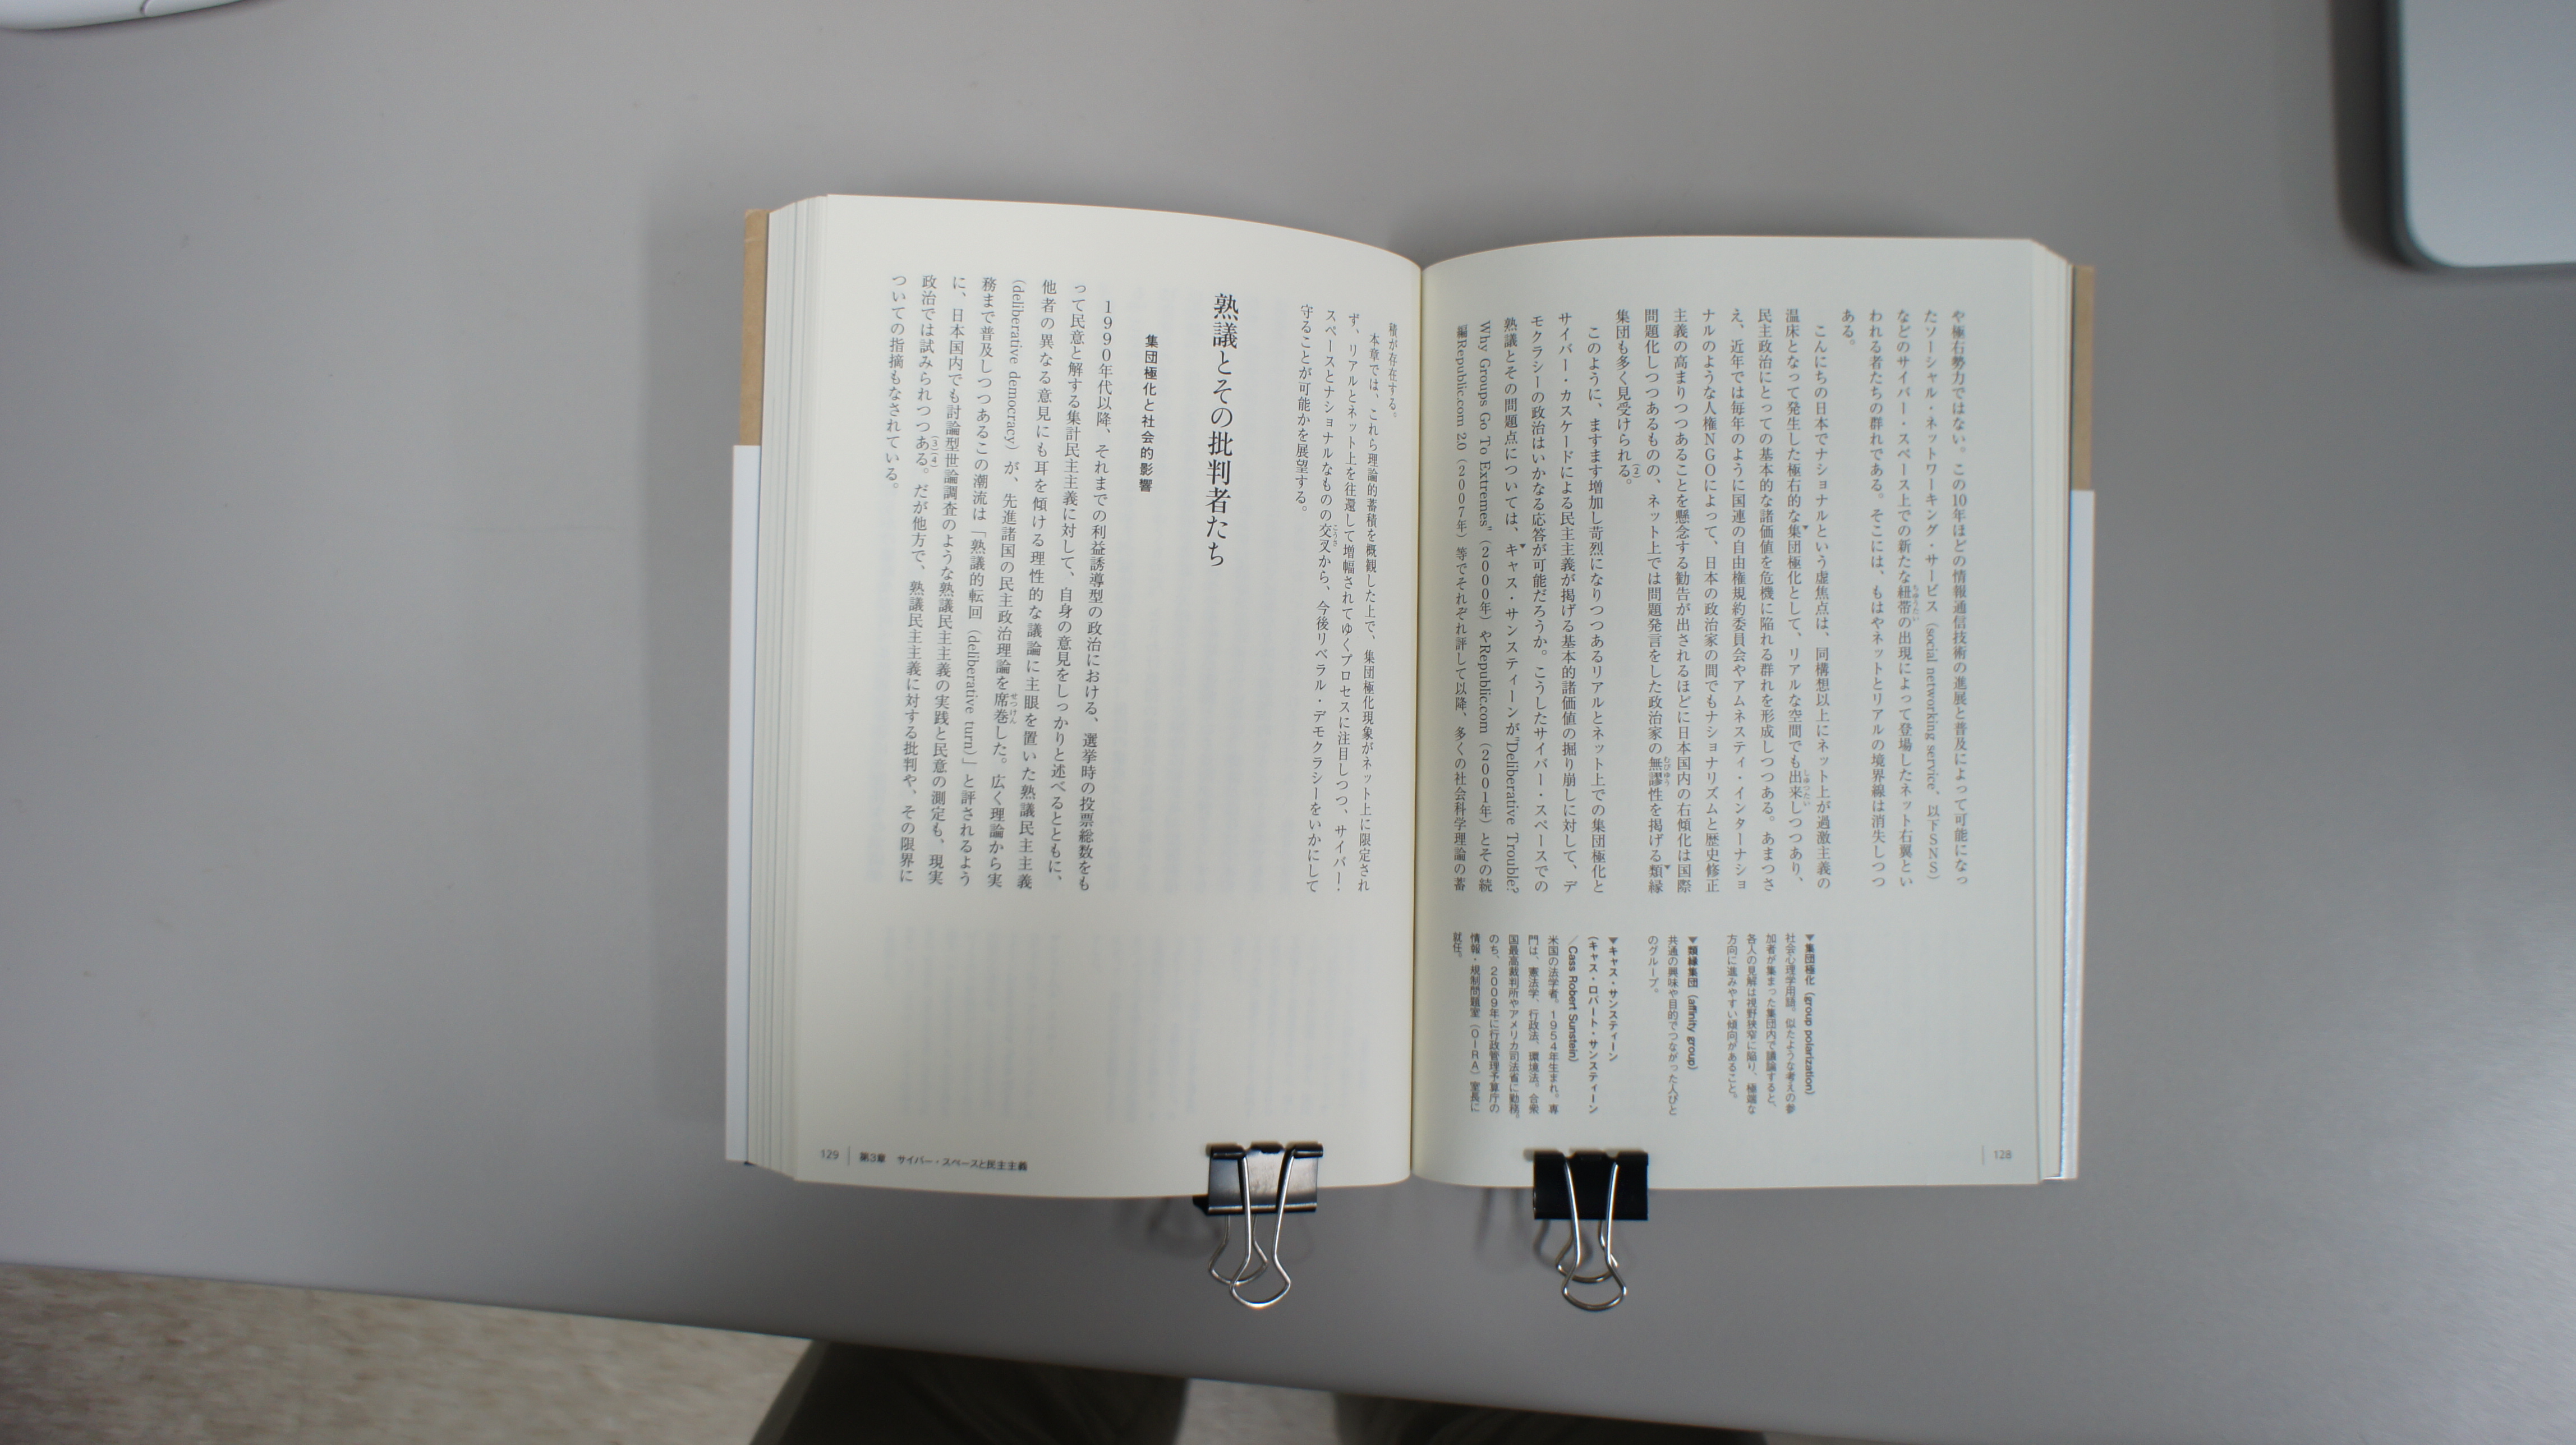 や極右勢力ではない。この10年ほどの情報通信技術の進展と普及によって可能になっ
たソーシャル・ネットワーキング・サービス（social networking service、以下SNS）
などのサイバー・スペース上での新たな紐帯の出現によって登場したネット右翼とい
われる者たちの群れである。そこには、もはやネットとリアルの境界線は消失しつつ
ある。
こんにちの日本でナショナルという虚焦点は、同構想以上にネット上が過激主義の
温床となって発生した極右的な集団極化として、リアルな空間でも出来しつつあり、
民主政治にとっての基本的な諸価値を危機に陥れる群れを形成しつつある。あまつさ
え、近年では毎年のように国連の自由権規約委員会やアムネスティ・インターナショ
ナルのような人権NGOによって、日本の政治家の間でもナショナリズムと歴史修正
主義の高まりつつあることを懸念する勧告が出されるほどに日本国内の右傾化は国際
問題化しつつあるものの、ネット上では問題発言をした政治家の無謬性を掲げる類縁
集団も多く見受けられる。(2)
このように、ますます増加し苛烈になりつつあるリアルとネット上での集団極化と
サイバー・カスケードによる民主主義が掲げる基本的諸価値の掘り崩しに対して、デ
モクラシーの政治はいかなる応答が可能だろうか。こうしたサイバー・スペースでの
熟議とその問題点については、キャス・サンスティーンが"Deliberative Trouble?
Why Groups Go To Extremes"（2000年）やRepublic.com（2001年）とその続
編Republic.com 2.0（2007年）等でそれぞれ評して以降、多くの社会科学理論の蓄
▼集団極化（group polarization）
社会心理学用語。似たような考えの参
加者が集まった集団内で議論すると、
各人の見解は視野狭窄に陥り、極端な
方向に進みやすい傾向があること。
▼類縁集団（affinity group）
共通の興味や目的でつながった人びと
のグループ。
▼キャス・サンスティーン
（キャス・ロバート・サンスティーン
／Cass Robert Sunstein）
米国の法学者。1954年生まれ。専
門は、憲法学、行政法、環境法。合衆
国最高裁判所やアメリカ司法省に勤務。
のち、2009年に行政管理予算庁の
情報・規制問題室（OIRA）室長に
就任。
128
積が存在する。
本章では、これら理論的蓄積を概観した上で、集団極化現象がネット上に限定され
ず、リアルとネット上を往還して増幅されてゆくプロセスに注目しつつ、サイバー・
スペースとナショナルなものの交叉から、今後リベラル・デモクラシーをいかにして
守ることが可能かを展望する。
熟議とその批判者たち
集団極化と社会的影響
1990年代以降、それまでの利益誘導型の政治における、選挙時の投票総数をも
って民意と解する集計民主主義に対して、自身の意見をしっかりと述べるとともに、
他者の異なる意見にも耳を傾ける理性的な議論に主眼を置いた熟議民主主義
（deliberative democracy）が、先進諸国の民主政治理論を席巻した。広く理論から実
務まで普及しつつあるこの潮流は「熟議的転回（deliberative turn）」と評されるよう
に、日本国内でも討論型世論調査のような熟議民主主義の実践と民意の測定も、現実
政治では試みられつつある。(3)(4)だが他方で、熟議民主主義に対する批判や、その限界に
ついての指摘もなされている。
129 第3章 サイバー・スペースと民主主義